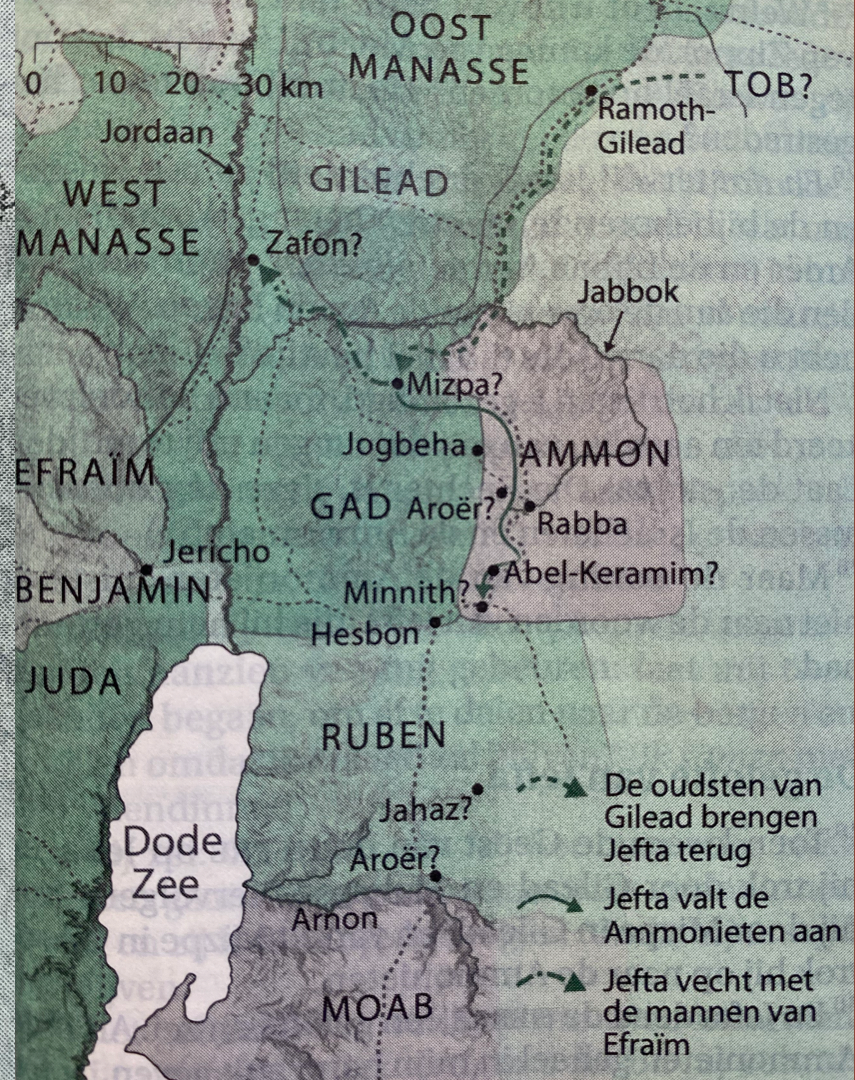 OOST
MANASSE
0 10 20 30 km
TOB?
Ramoth-
Gilead
Jordaan
GILEAD
WEST
MANASSE
Zafon?
Jabbok
Mizpa?
Jogbeha
AMMON
EFRAÏM
GAD
Aroër?
Rabba
Jericho
Abel-Keramim?
BENJAMIN
Minnith?
Hesbon
JUDA
RUBEN
De oudsten van
Gilead brengen
Jefta terug
Jahaz?
Dode
Zee
Aroër?
Jefta valt de
Ammonieten aan
Arnon
Jefta vecht met
de mannen van
Efraïm
MOAB